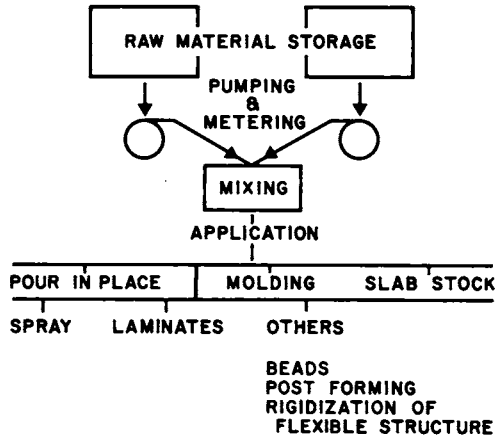 RAW MATERIAL STORAGE
PUMPING
&
METERING
MIXING
APPLICATION
POUR IN PLACE MOLDING SLAB STOCK
SPRAY LAMINATES OTHERS
BEADS
POST FORMING
RIGIDIZATION OF
FLEXIBLE STRUCTURE